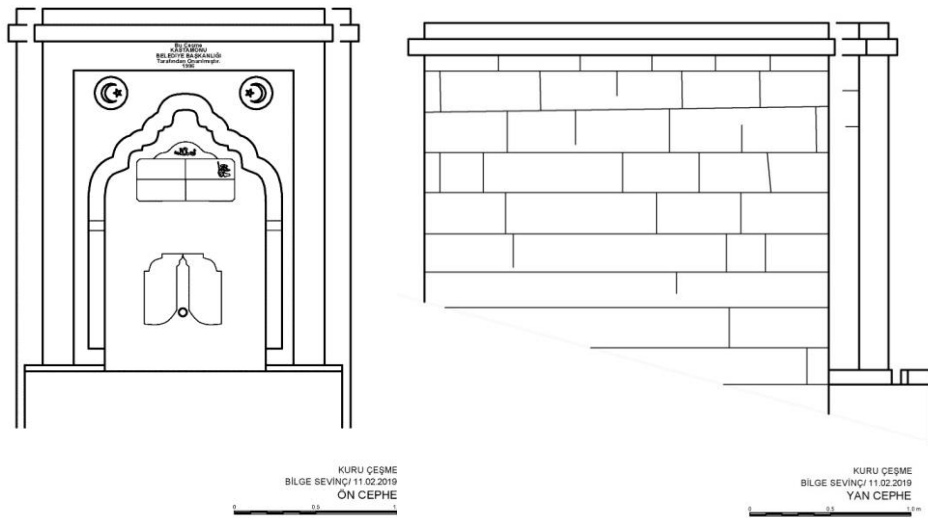 Bu Çeşme
KASTAMONU
BELEDİYE BAŞKANLIĞI
Tarafından Onarılmıştır.
KURU ÇEŞME
BİLGE SEVİNÇ/ 11.02.2019
ÖN CEPHE
0 0.5 1
KURU ÇEŞME
BİLGE SEVİNÇ/ 11.02.2019
YAN CEPHE
0 0.5 1.0 m